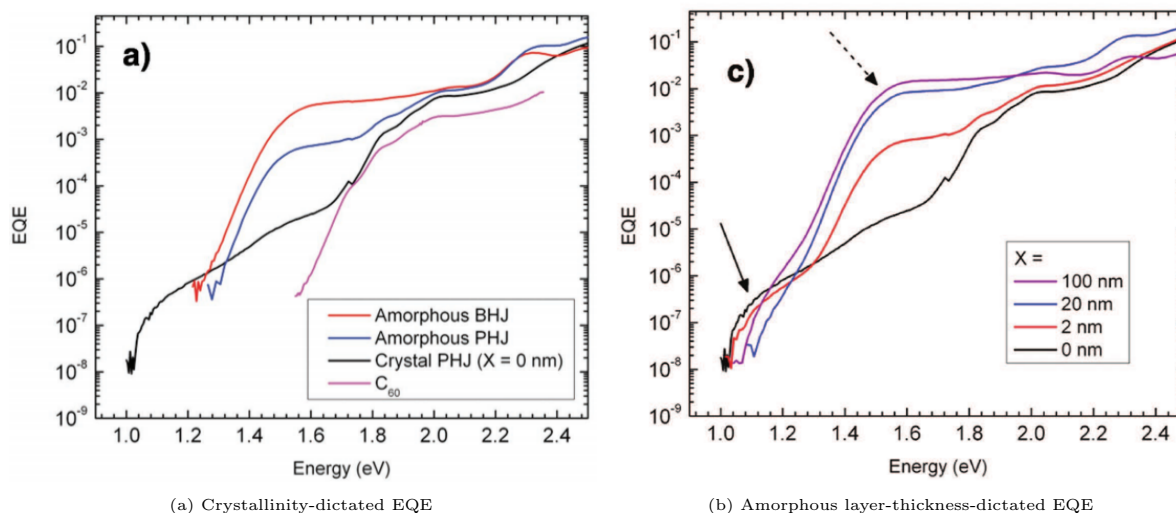 a)
EQE
10^-1
10^-2
10^-3
10^-4
10^-5
10^-6
10^-7
10^-8
10^-9
1.0 1.2 1.4 1.6 1.8 2.0 2.2 2.4
Energy (eV)
Amorphous BHJ
Amorphous PHJ
Crystal PHJ (X = 0 nm)
C60
(a) Crystallinity-dictated EQE
c)
EQE
10^-1
10^-2
10^-3
10^-4
10^-5
10^-6
10^-7
10^-8
10^-9
1.0 1.2 1.4 1.6 1.8 2.0 2.2 2.4
Energy (eV)
X =
100 nm
20 nm
2 nm
0 nm
(b) Amorphous layer-thickness-dictated EQE